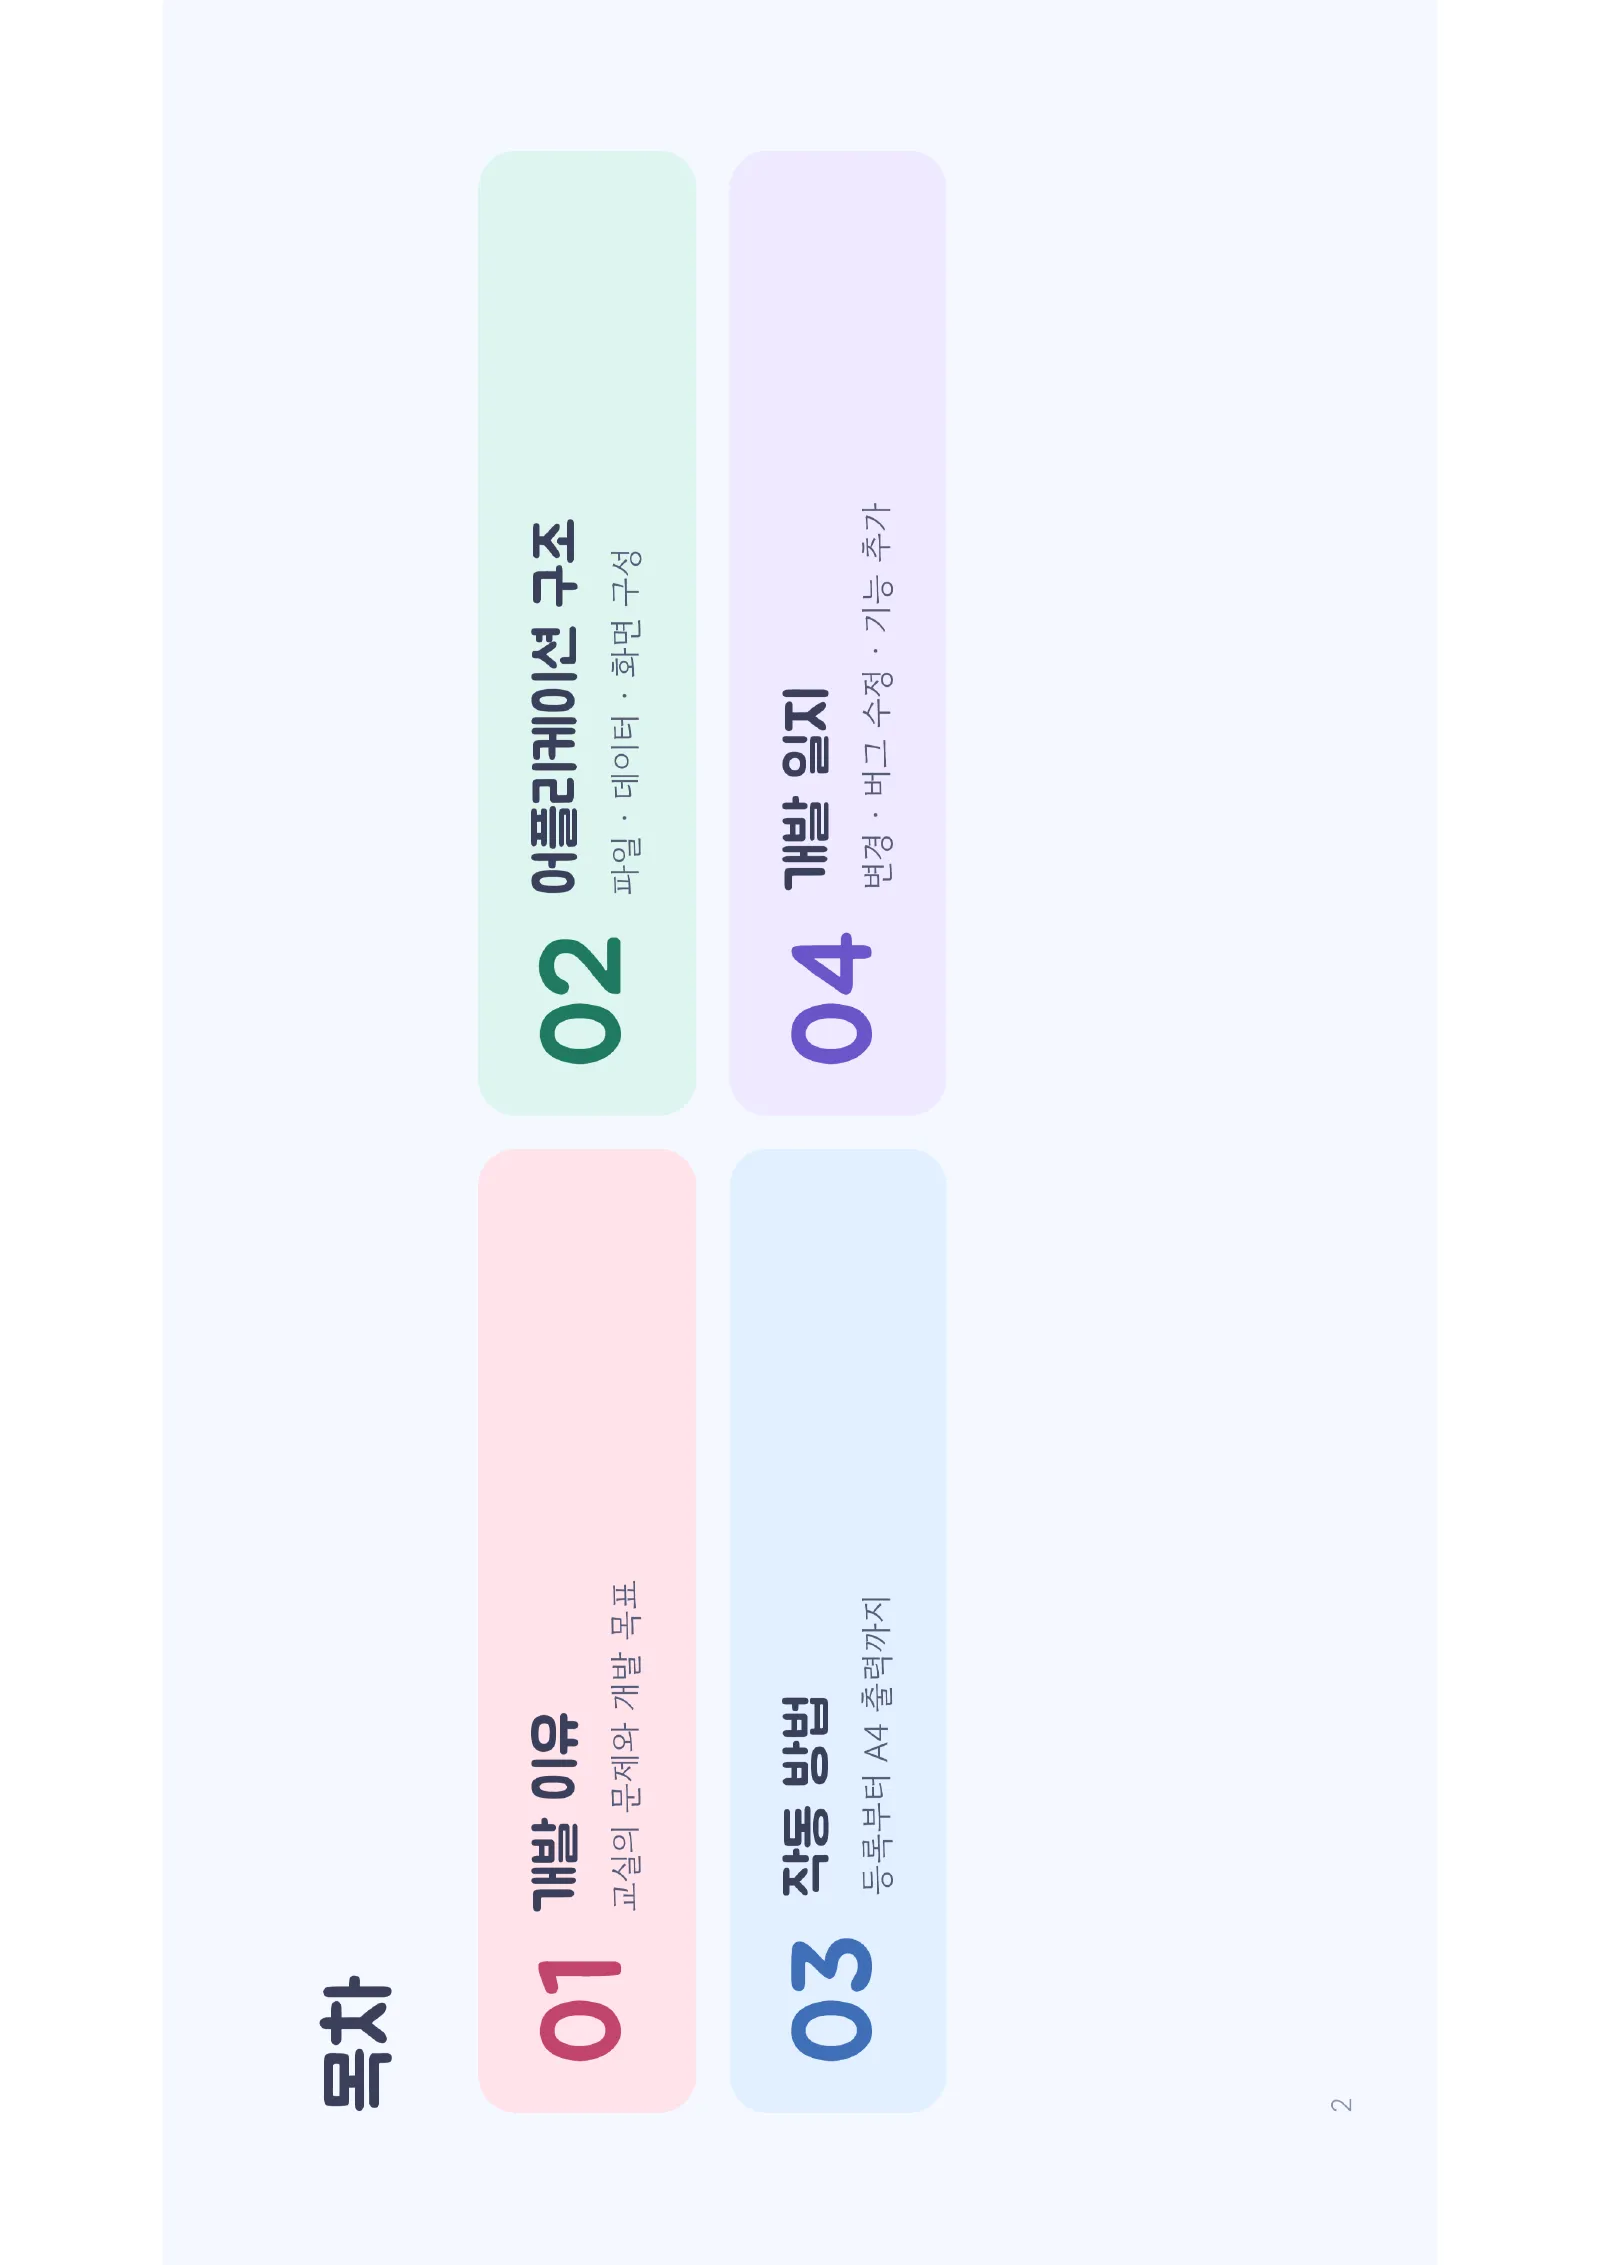 목차
01
개발 이유
교실의 문제와 개발 목표
02
어플리케이션 구조
파일 · 데이터 · 화면 구성
03
작동 방법
등록부터 A4 출력까지
04
개발 일지
변경 · 버그 수정 · 기능 추가
2